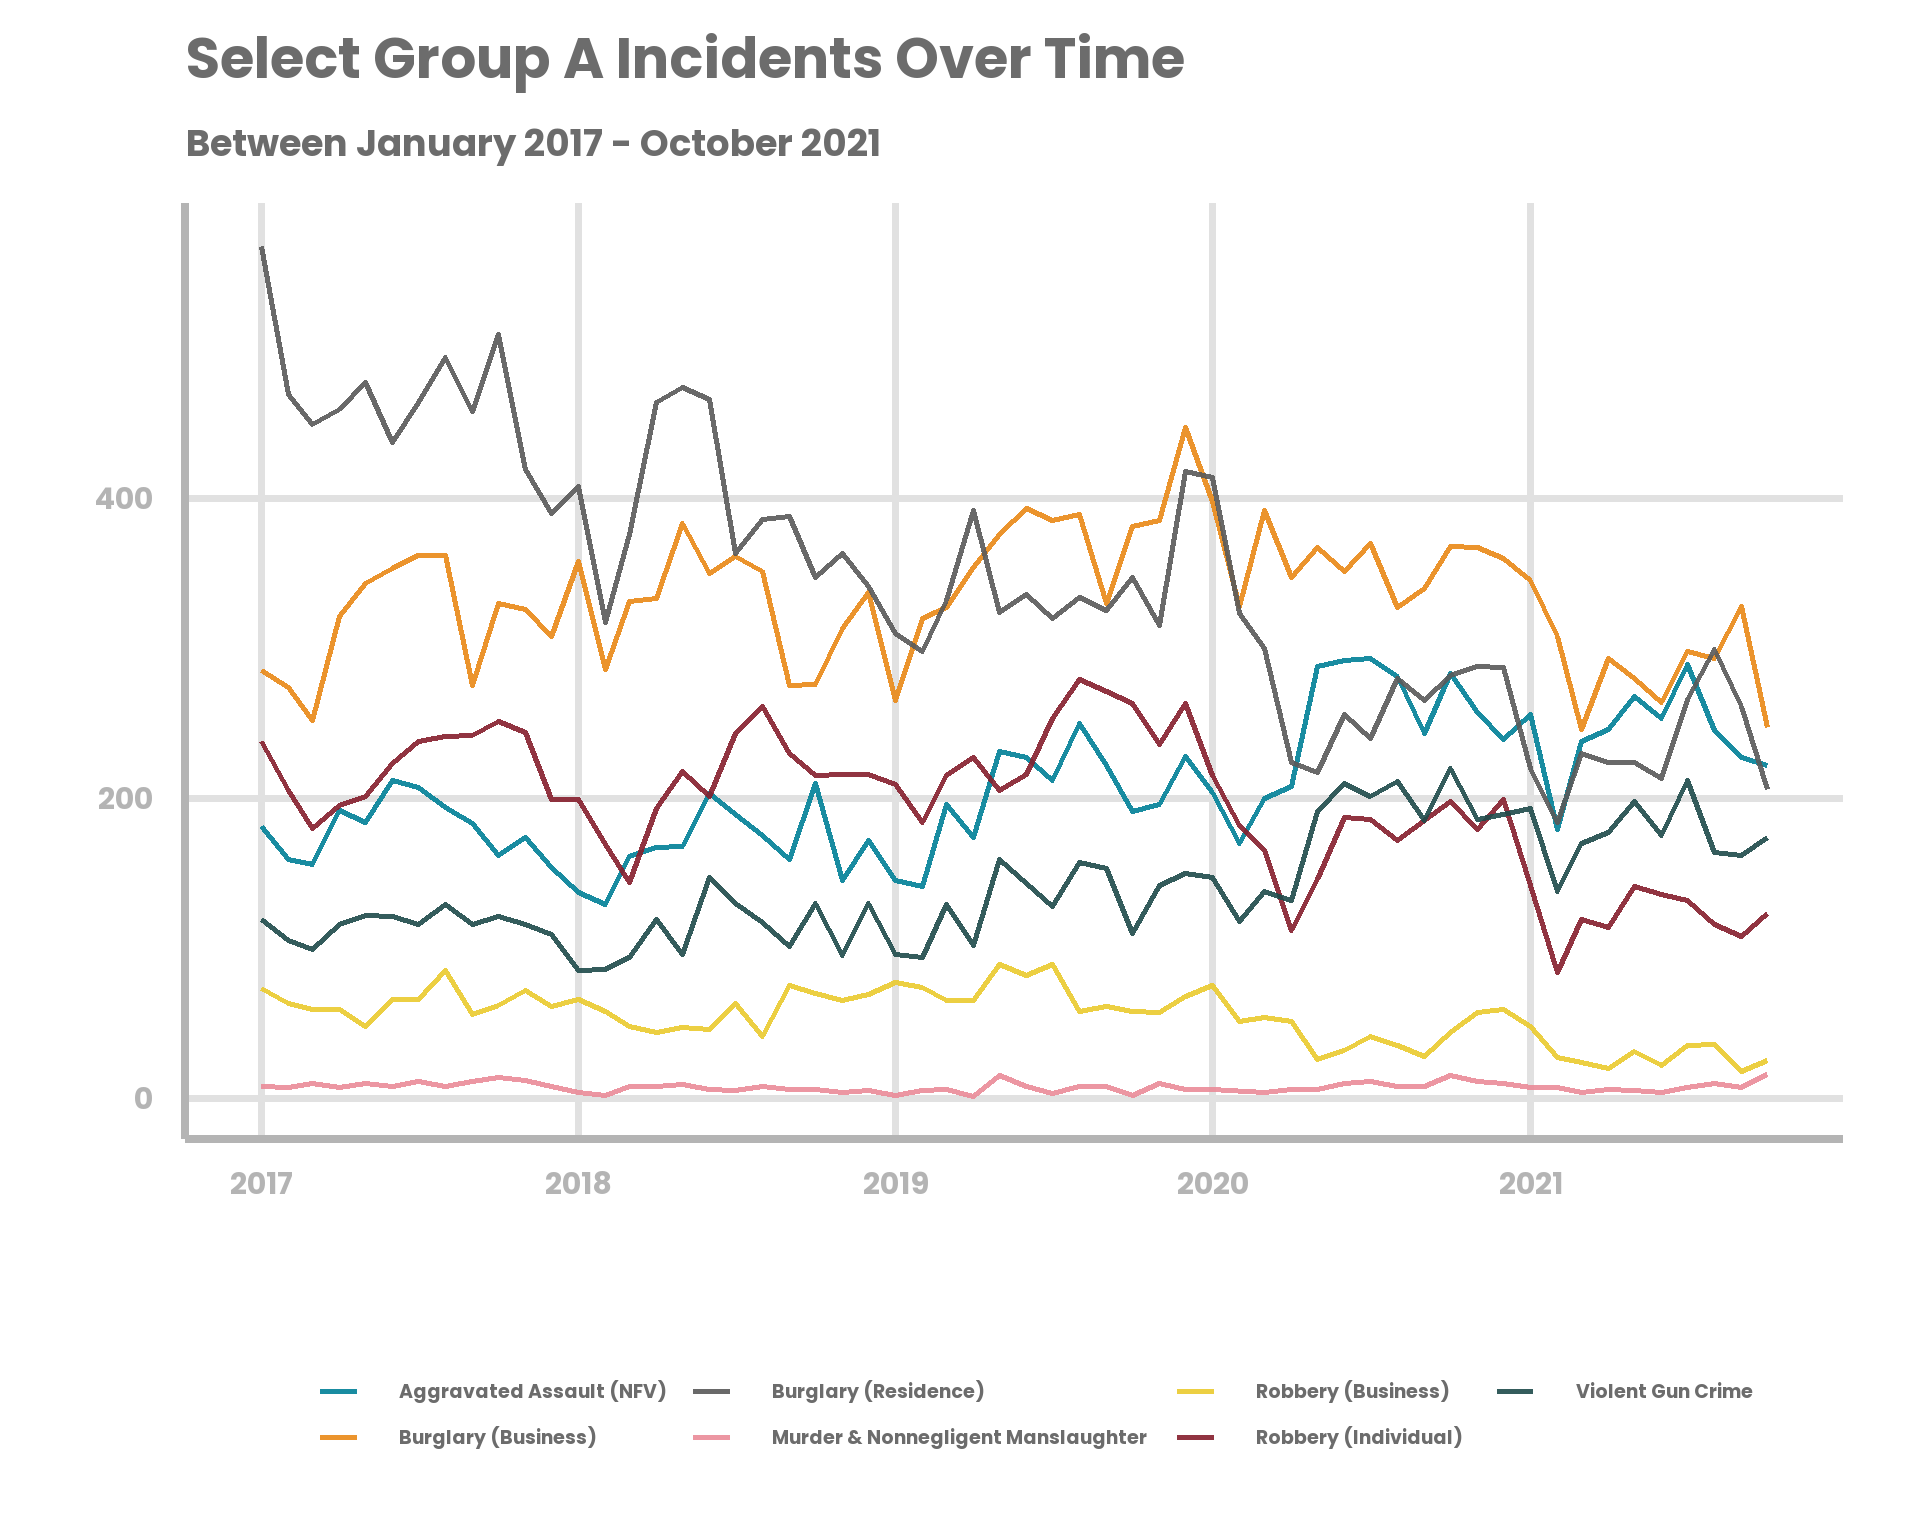 Select Group A Incidents Over Time
Between January 2017 - October 2021
400
200
0
2017 2018 2019 2020 2021
Aggravated Assault (NFV) Burglary (Residence) Robbery (Business) Violent Gun Crime
Burglary (Business) Murder & Nonnegligent Manslaughter Robbery (Individual)